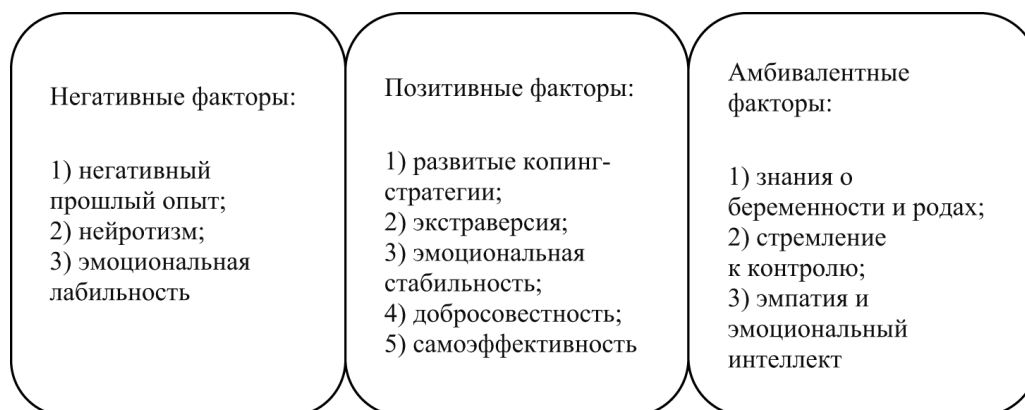 Негативные факторы:
1) негативный
прошлый опыт;
2) нейротизм;
3) эмоциональная
лабильность
Позитивные факторы:
1) развитые копинг-
стратегии;
2) экстраверсия;
3) эмоциональная
стабильность;
4) добросовестность;
5) самоэффективность
Амбивалентные
факторы:
1) знания о
беременности и родах;
2) стремление
к контролю;
3) эмпатия и
эмоциональный
интеллект